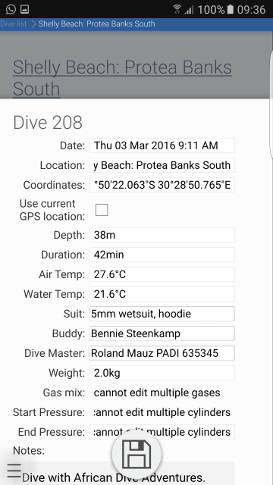 100% 09:36
Dive list Shelly Beach: Protea Banks South
Shelly Beach: Protea Banks
South
Dive 208
Date: Thu 03 Mar 2016 9:11 AM
Location: y Beach: Protea Banks South
Coordinates: °50'22.063"S 30°28'50.765"E
Use current
GPS location:
Depth: 38m
Duration: 42min
Air Temp: 27.6°C
Water Temp: 21.6°C
Suit: 5mm wetsuit, hoodie
Buddy: Bennie Steenkamp
Dive Master: Roland Mauz PADI 635345
Weight: 2.0kg
Gas mix: cannot edit multiple gases
Start Pressure: cannot edit multiple cylinders
End Pressure: cannot edit multiple cylinders
Notes:
Dive with African Dive Adventures.